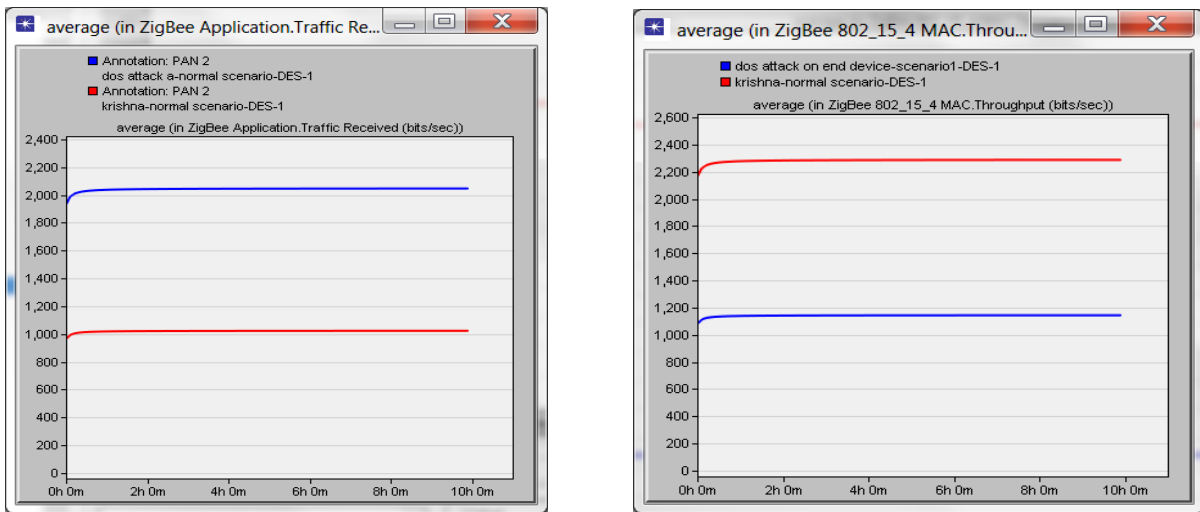 average (in ZigBee Application.Traffic Re...
Annotation: PAN 2
dos attack a-normal scenario-DES-1
Annotation: PAN 2
krishna-normal scenario-DES-1
average (in ZigBee Application.Traffic Received (bits/sec))
2,400
2,200
2,000
1,800
1,600
1,400
1,200
1,000
800
600
400
200
0
0h 0m 2h 0m 4h 0m 6h 0m 8h 0m 10h 0m
average (in ZigBee 802_15_4 MAC.Throu...
dos attack on end device-scenario1-DES-1
krishna-normal scenario-DES-1
average (in ZigBee 802_15_4 MAC.Throughput (bits/sec))
2,600
2,400
2,200
2,000
1,800
1,600
1,400
1,200
1,000
800
600
400
200
0
0h 0m 2h 0m 4h 0m 6h 0m 8h 0m 10h 0m